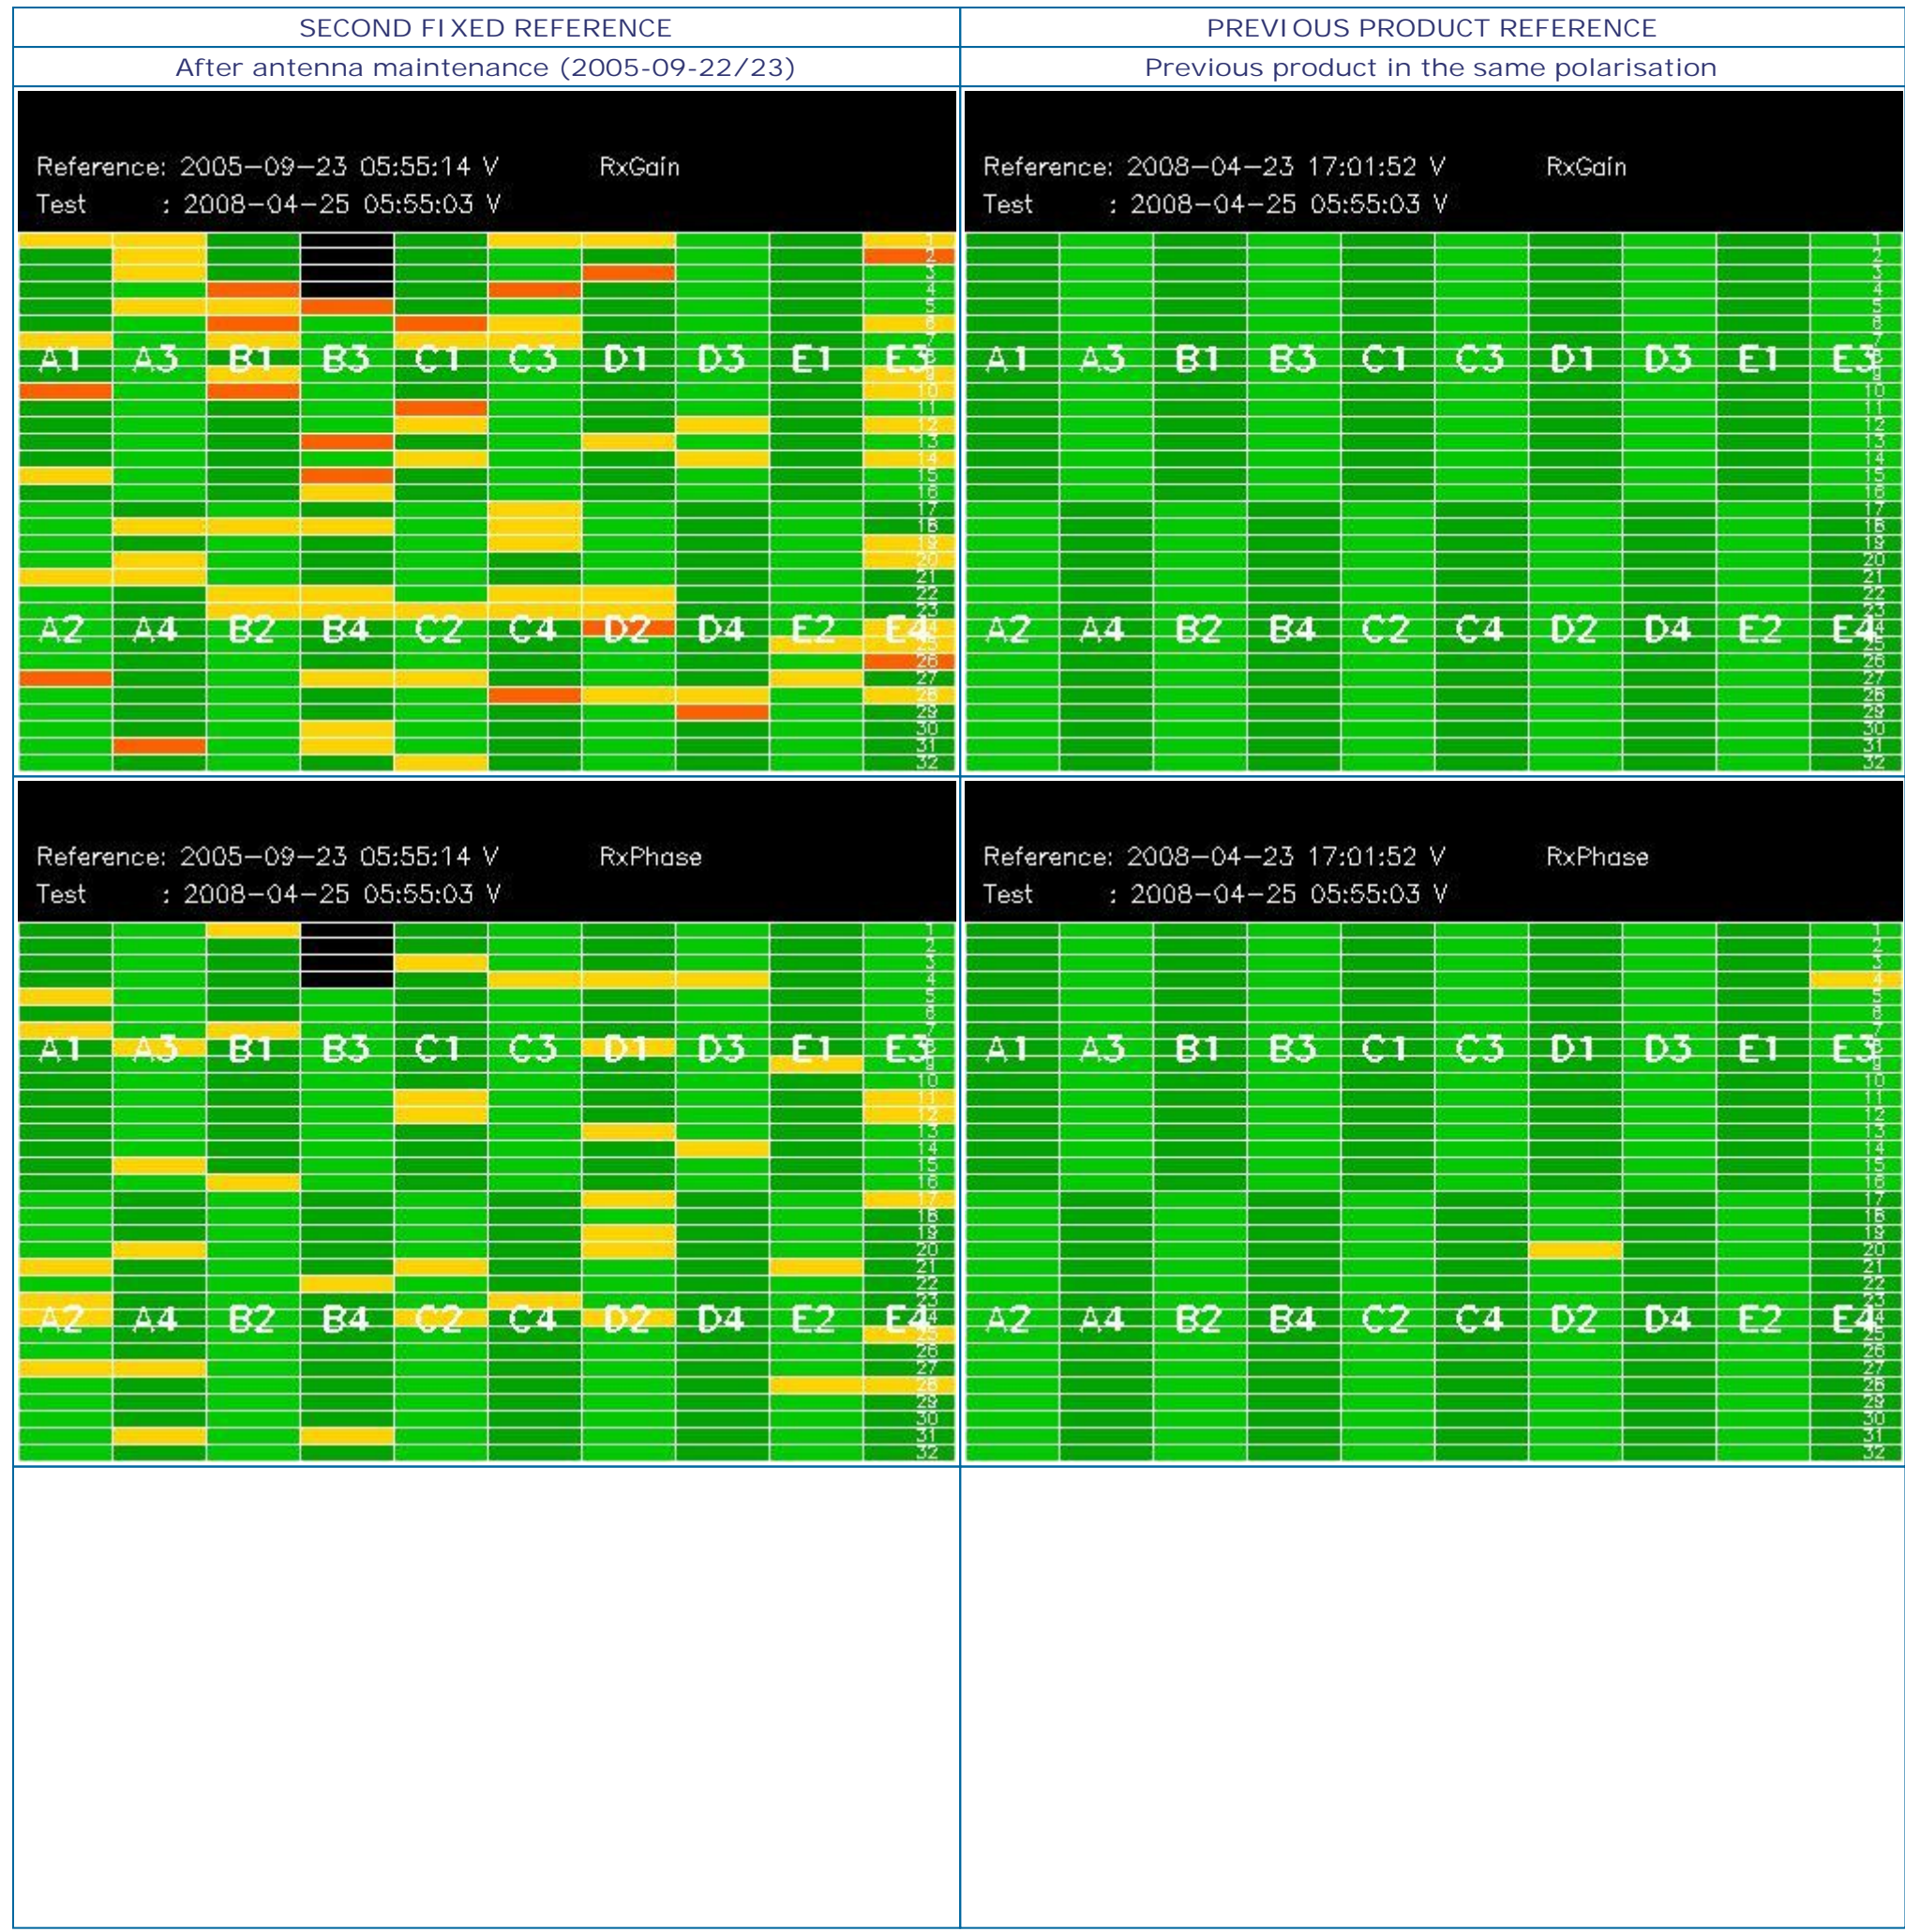 SECOND FIXED REFERENCE
PREVIOUS PRODUCT REFERENCE
After antenna maintenance (2005-09-22/23)
Previous product in the same polarisation
Reference: 2005-09-23 05:55:14 V RxGain
Test : 2008-04-25 05:55:03 V
A1 A3 B1 B3 C1 C3 D1 D3 E1 E3
A2 A4 B2 B4 C2 C4 D2 D4 E2 E4
Reference: 2008-04-23 17:01:52 V RxGain
Test : 2008-04-25 05:55:03 V
A1 A3 B1 B3 C1 C3 D1 D3 E1 E3
A2 A4 B2 B4 C2 C4 D2 D4 E2 E4
Reference: 2005-09-23 05:55:14 V RxPhase
Test : 2008-04-25 05:55:03 V
A1 A3 B1 B3 C1 C3 D1 D3 E1 E3
A2 A4 B2 B4 C2 C4 D2 D4 E2 E4
Reference: 2008-04-23 17:01:52 V RxPhase
Test : 2008-04-25 05:55:03 V
A1 A3 B1 B3 C1 C3 D1 D3 E1 E3
A2 A4 B2 B4 C2 C4 D2 D4 E2 E4